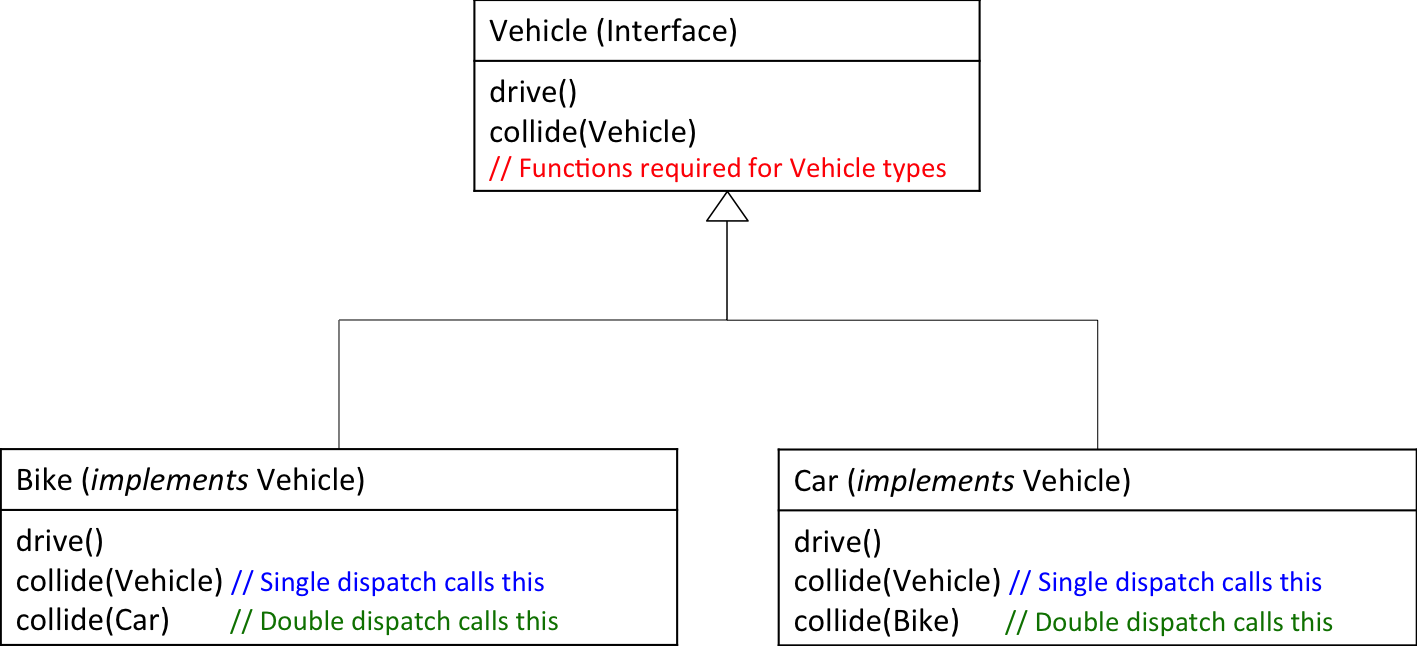 Vehicle (Interface)
drive()
collide(Vehicle)
// Functions required for Vehicle types
Bike (implements Vehicle)
drive()
collide(Vehicle) // Single dispatch calls this
collide(Car) // Double dispatch calls this
Car (implements Vehicle)
drive()
collide(Vehicle) // Single dispatch calls this
collide(Bike) // Double dispatch calls this